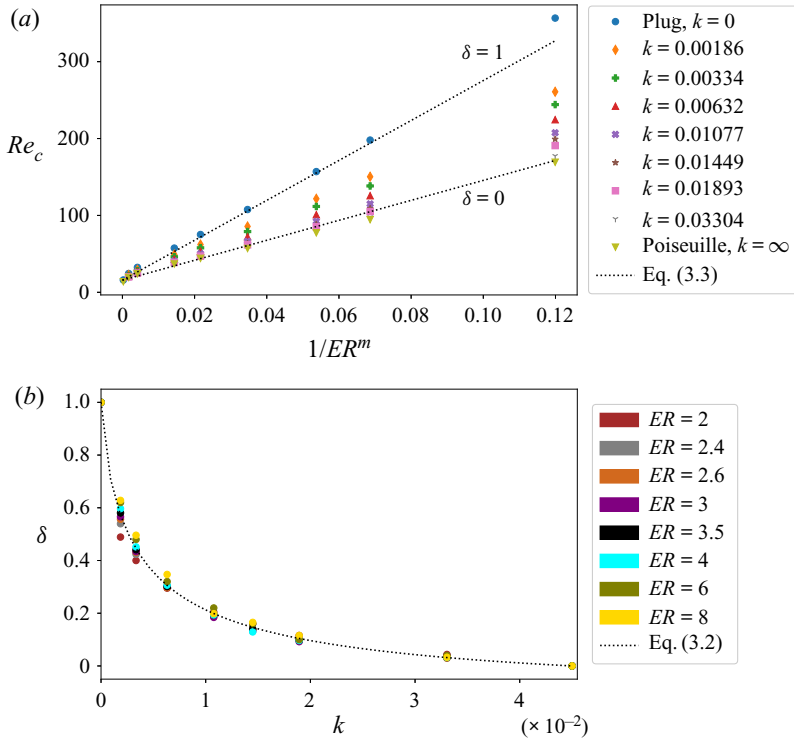 (a)
Re_c
300
200
100
0
0
0.02
0.04
0.06
0.08
0.10
0.12
1/ER^m
δ = 1
δ = 0
Plug, k = 0
k = 0.00186
k = 0.00334
k = 0.00632
k = 0.01077
k = 0.01449
k = 0.01893
k = 0.03304
Poiseuille, k = ∞
Eq. (3.3)
(b)
δ
1.0
0.8
0.6
0.4
0.2
0
0
1
2
3
4
k
(× 10⁻²)
ER = 2
ER = 2.4
ER = 2.6
ER = 3
ER = 3.5
ER = 4
ER = 6
ER = 8
Eq. (3.2)